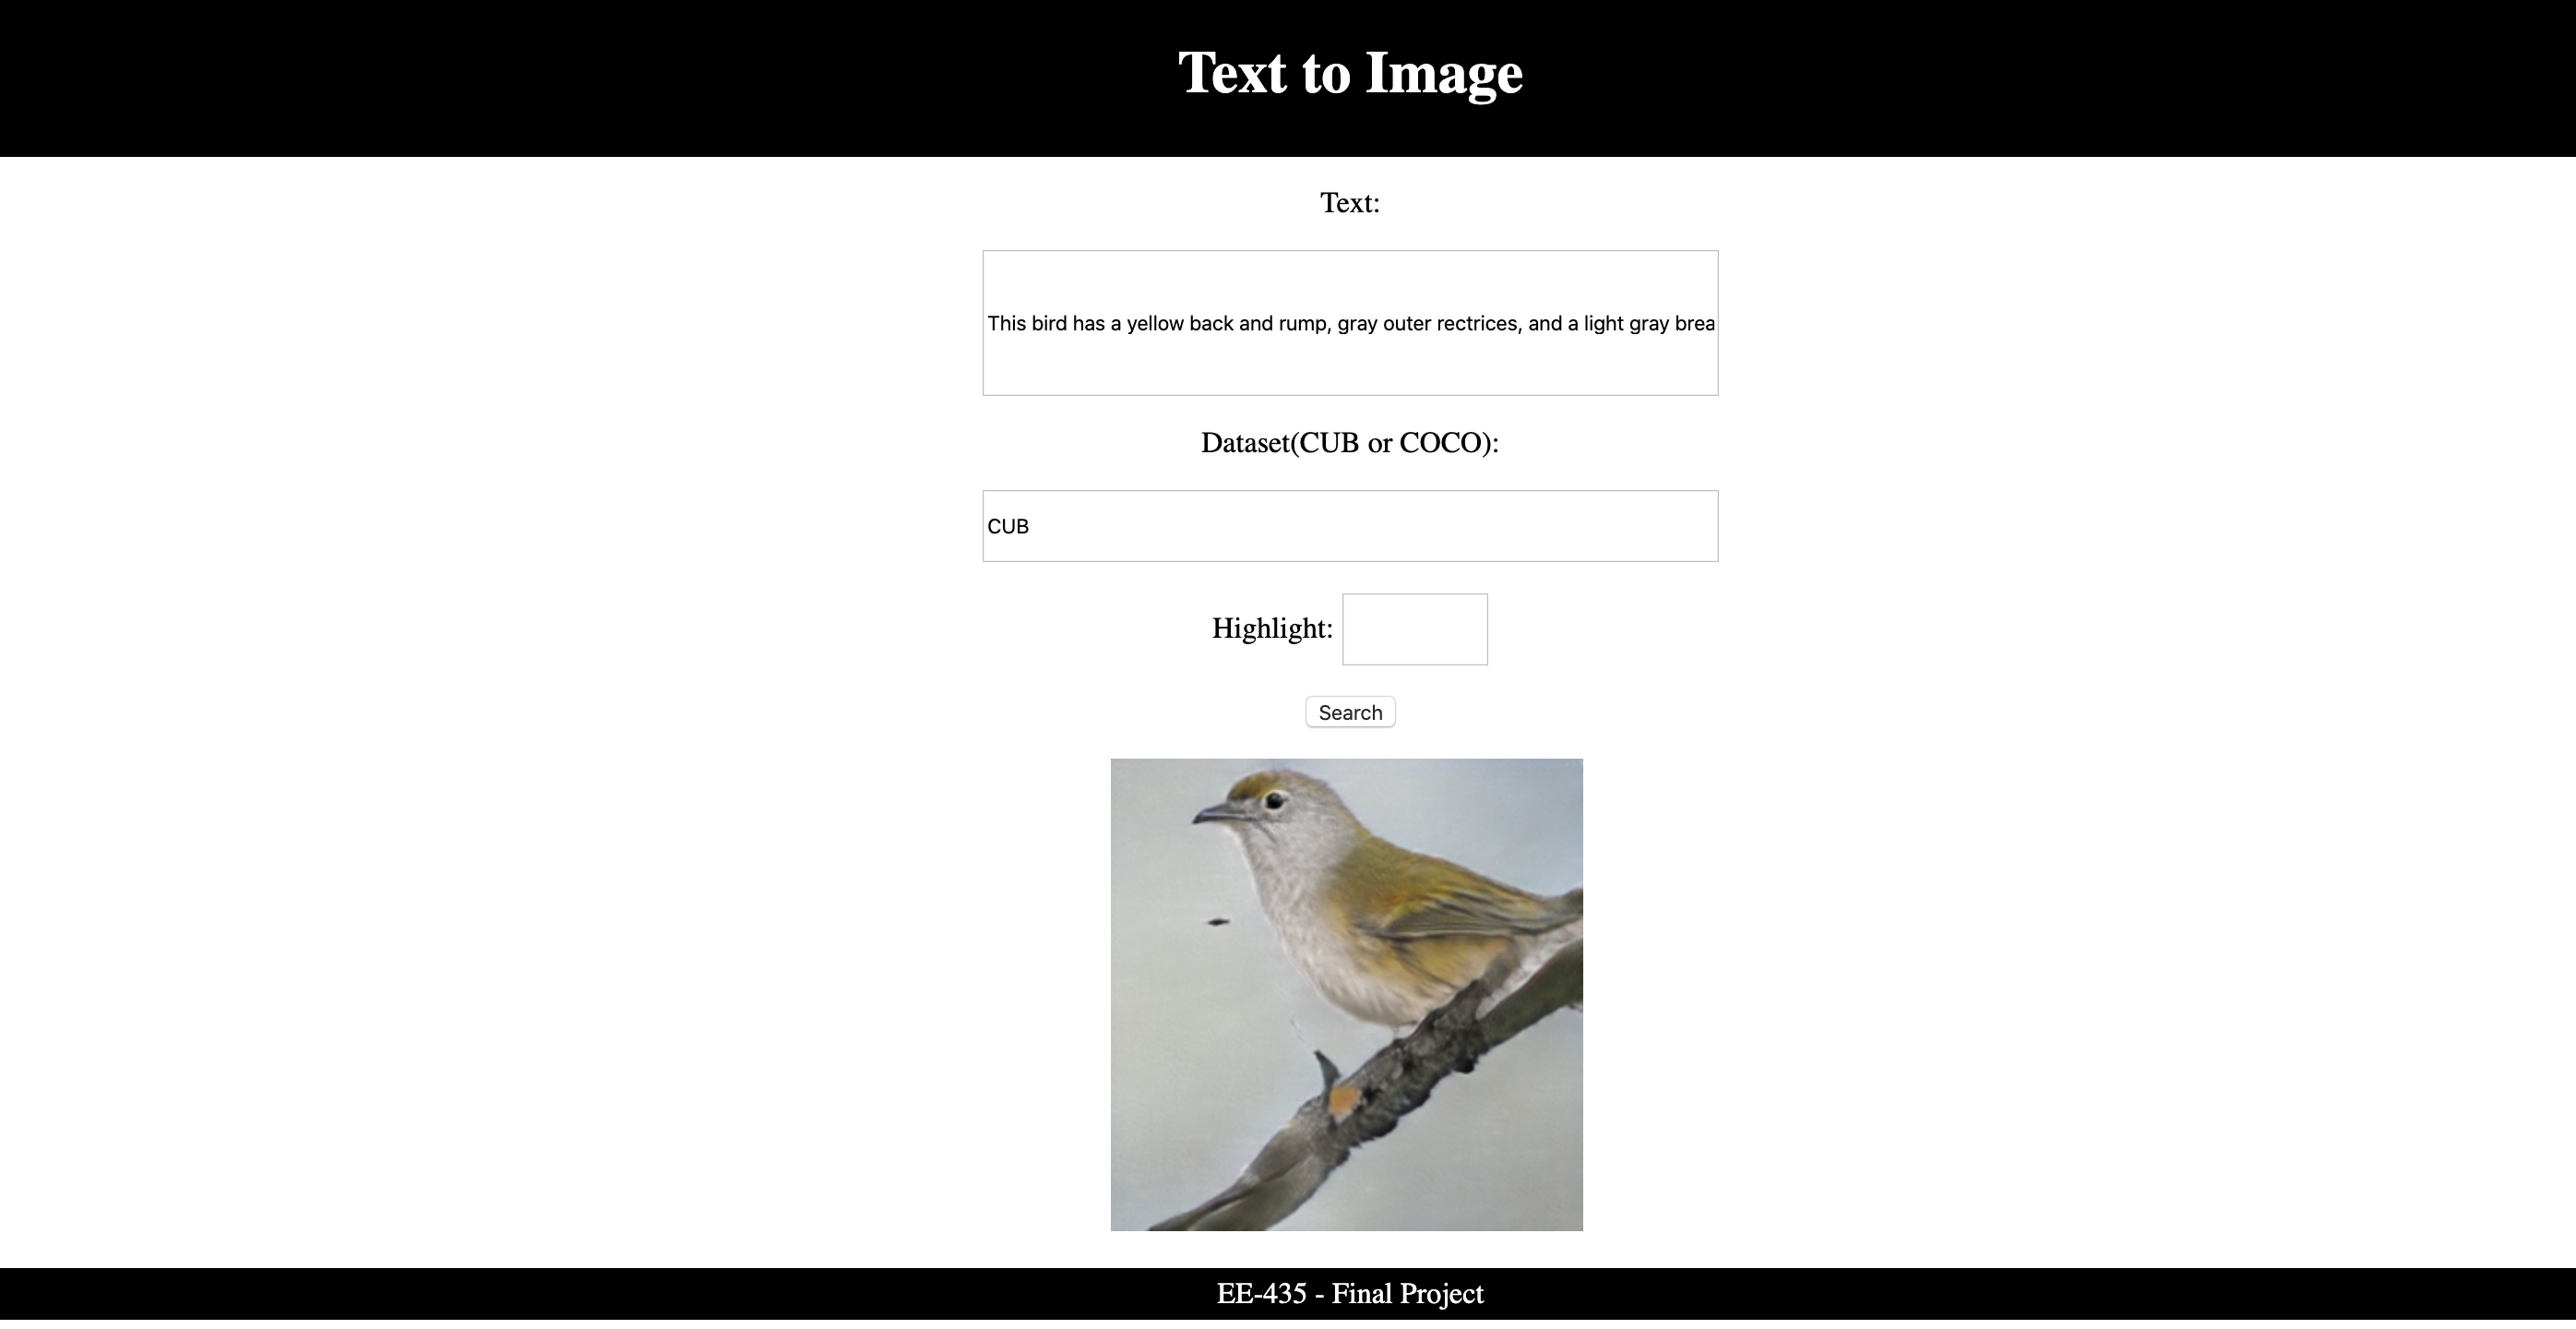 Text to Image
Text:
This bird has a yellow back and rump, gray outer rectrices, and a light gray brea
Dataset(CUB or COCO):
CUB
Highlight:
Search
EE-435 - Final Project